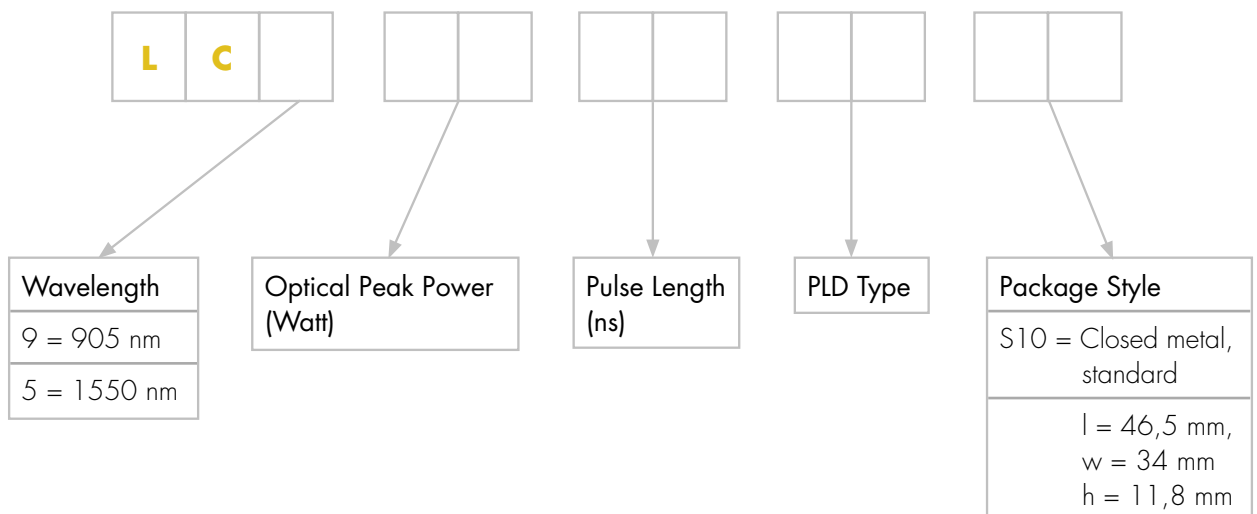 L C
Wavelength
9 = 905 nm
5 = 1550 nm
Optical Peak Power
(Watt)
Pulse Length
(ns)
PLD Type
Package Style
S10 = Closed metal,
standard
l = 46,5 mm,
w = 34 mm
h = 11,8 mm